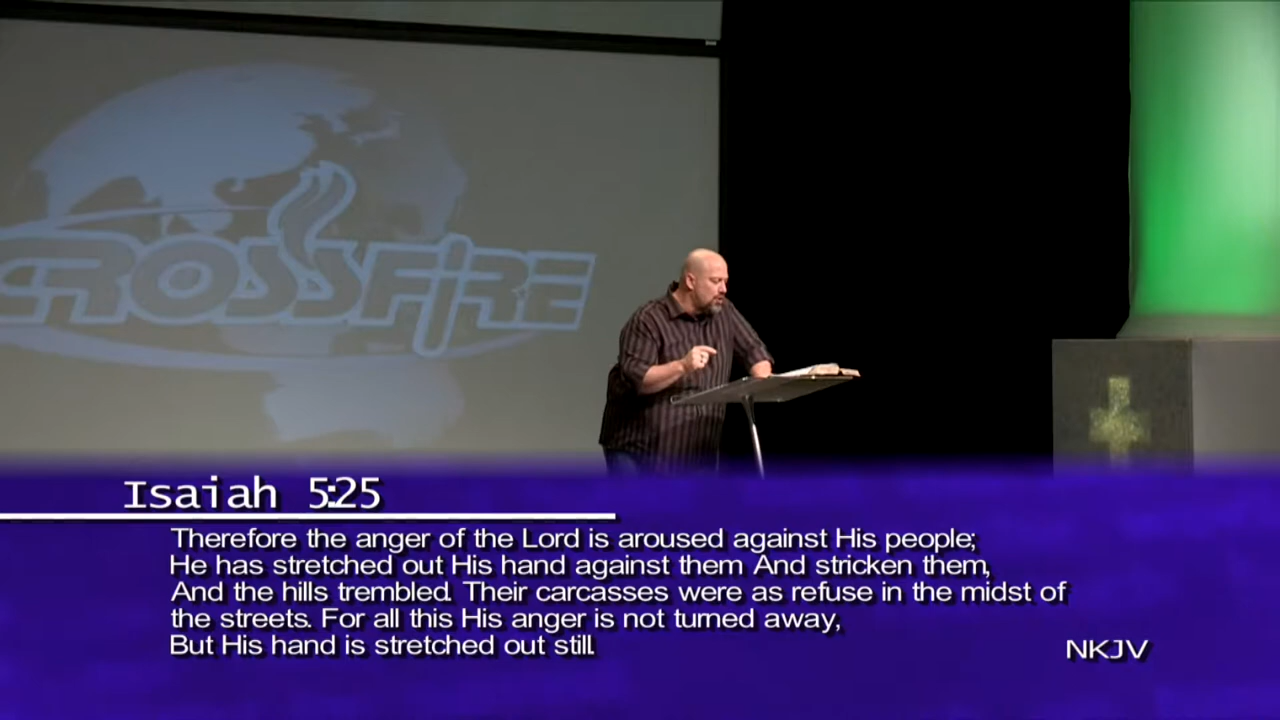 CROSSFIRE
Isaiah 5:25
Therefore the anger of the Lord is aroused against His people;
He has stretched out His hand against them And stricken them,
And the hills trembled. Their carcasses were as refuse in the midst of
the streets. For all this His anger is not turned away,
But His hand is stretched out still.
NKJV